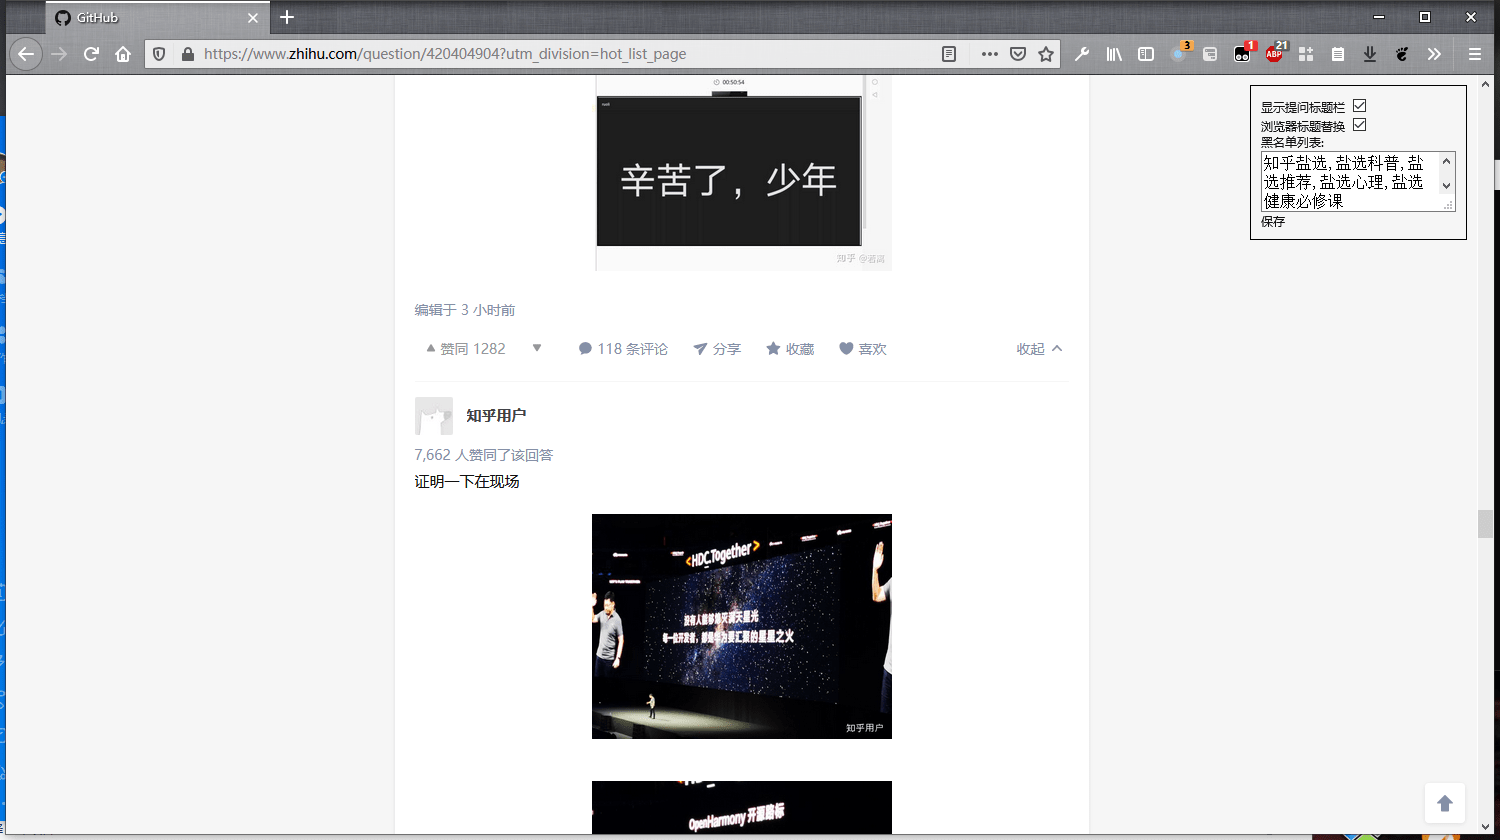 GitHub
https://www.zhihu.com/question/420404904?utm_division=hot_list_page
3
1
ABP
21
显示提问标题栏
浏览器标题替换
黑名单列表:
知乎盐选,盐选科普,盐
选推荐,盐选心理,盐选
健康必修课
保存
00:50:54
辛苦了，少年
知乎 @若消
编辑于 3 小时前
赞同 1282
118 条评论
分享
收藏
喜欢
收起
知乎用户
7,662 人赞同了该回答
证明一下在现场
<HDC.Together>
没有人能够熄灭满天星光
每一位开发者，都是华为要汇聚的星星之火
知乎用户
OpenHarmony 开源路标